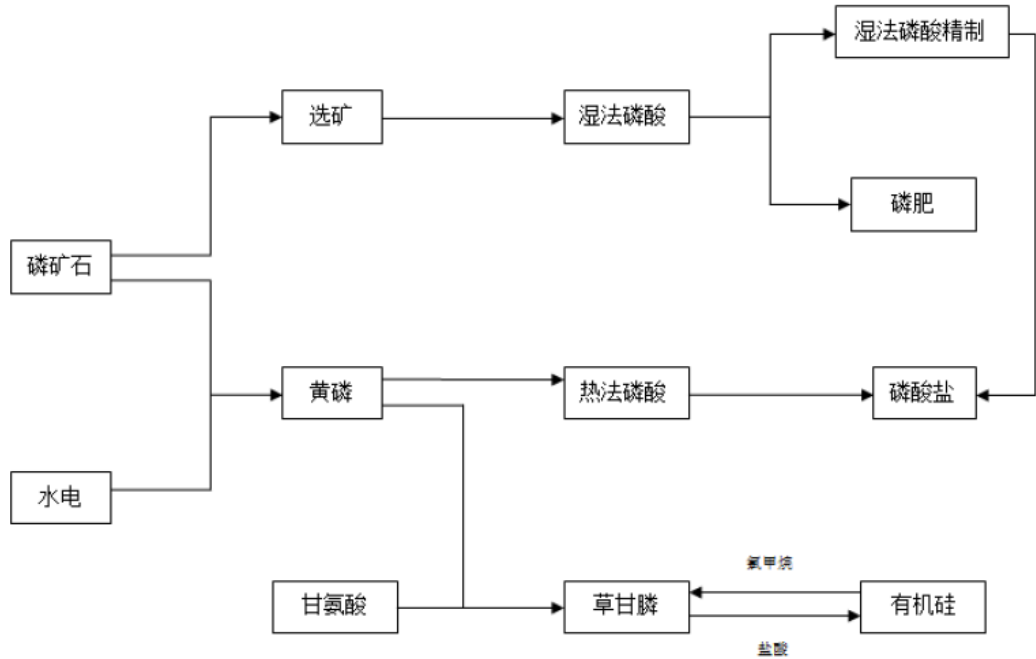 湿法磷酸精制
选矿
湿法磷酸
磷肥
磷矿石
黄磷
热法磷酸
磷酸盐
水电
氯甲烷
甘氨酸
草甘膦
有机硅
盐酸